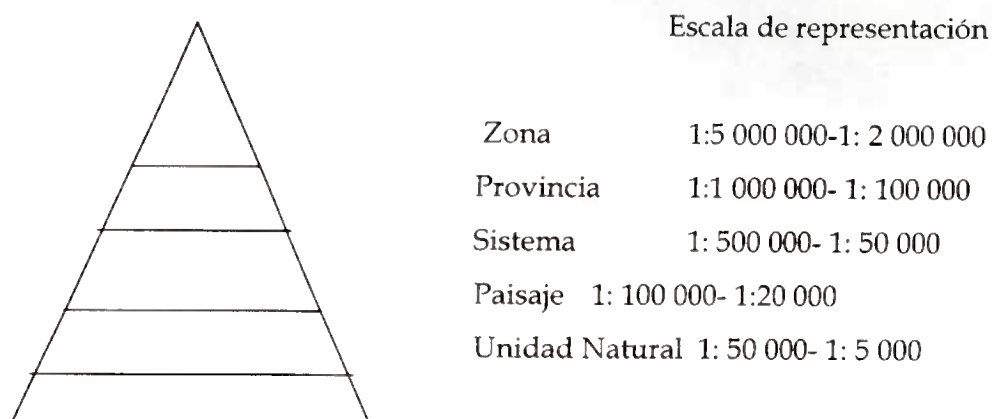 Escala de representación
Zona 1:5 000 000-1: 2 000 000
Provincia 1:1 000 000- 1: 100 000
Sistema 1: 500 000- 1: 50 000
Paisaje 1: 100 000- 1:20 000
Unidad Natural 1: 50 000- 1: 5 000